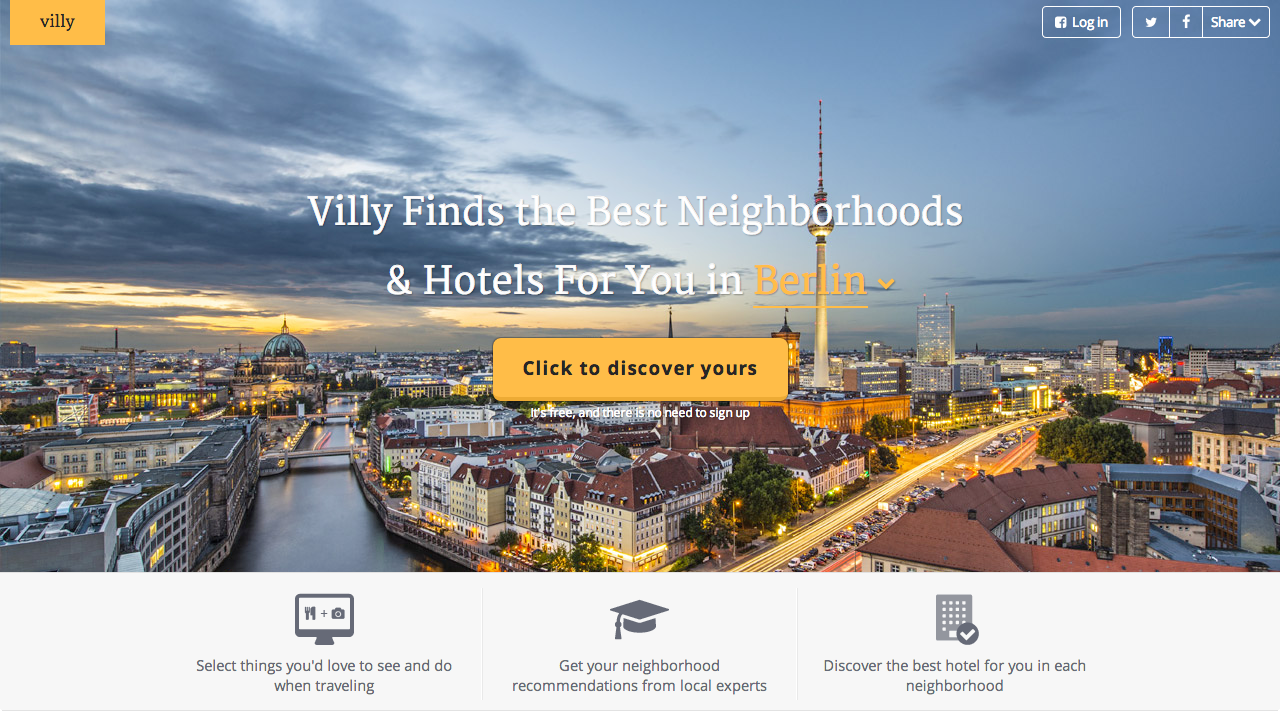 villy
Log in
Share
Villy Finds the Best Neighborhoods
& Hotels For You in Berlin
Click to discover yours
It's free, and there is no need to sign up
+
Select things you'd love to see and do
when traveling
Get your neighborhood
recommendations from local experts
Discover the best hotel for you in each
neighborhood